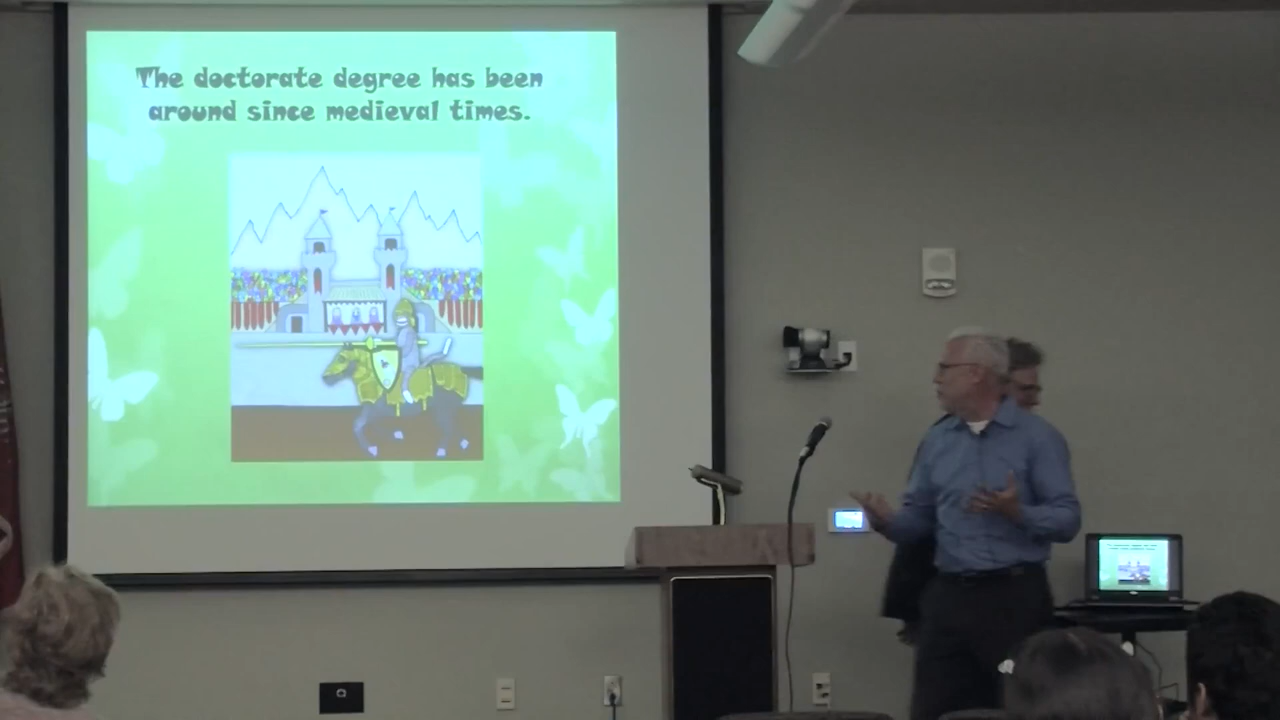 The doctorate degree has been
around since medieval times.